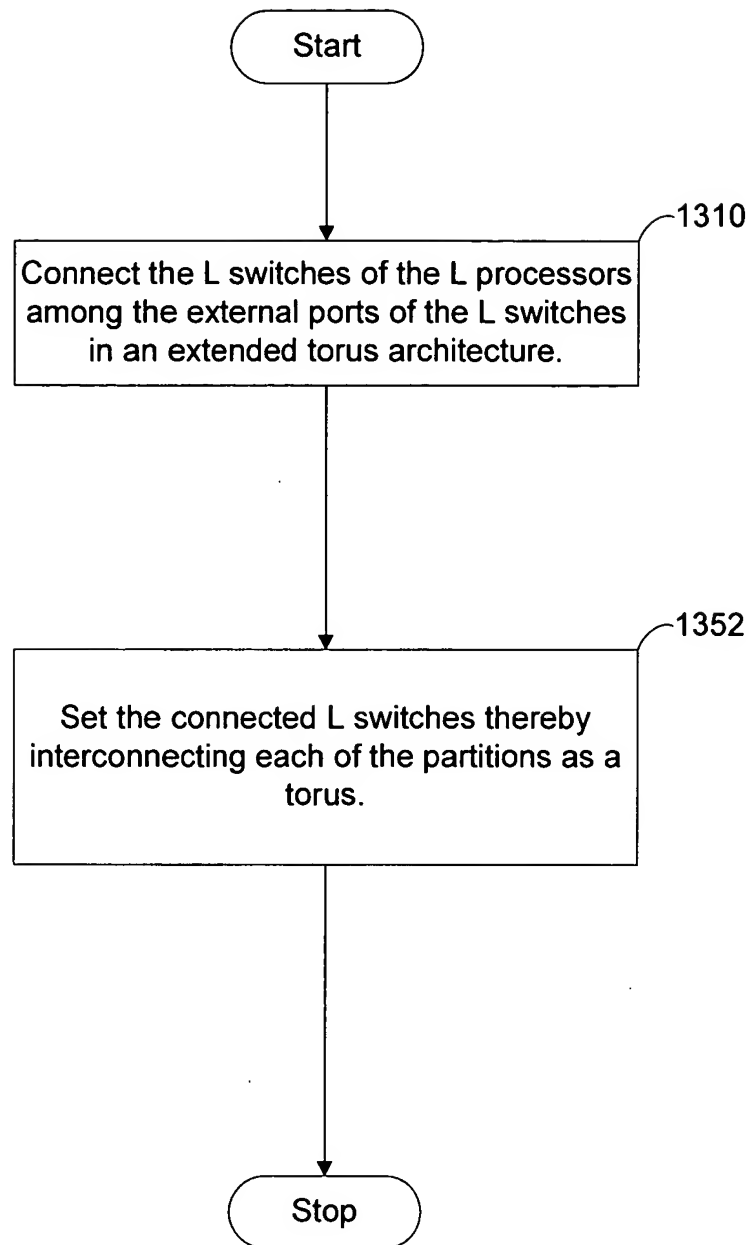 Start
1310
Connect the L switches of the L processors
among the external ports of the L switches
in an extended torus architecture.
1352
Set the connected L switches thereby
interconnecting each of the partitions as a
torus.
Stop